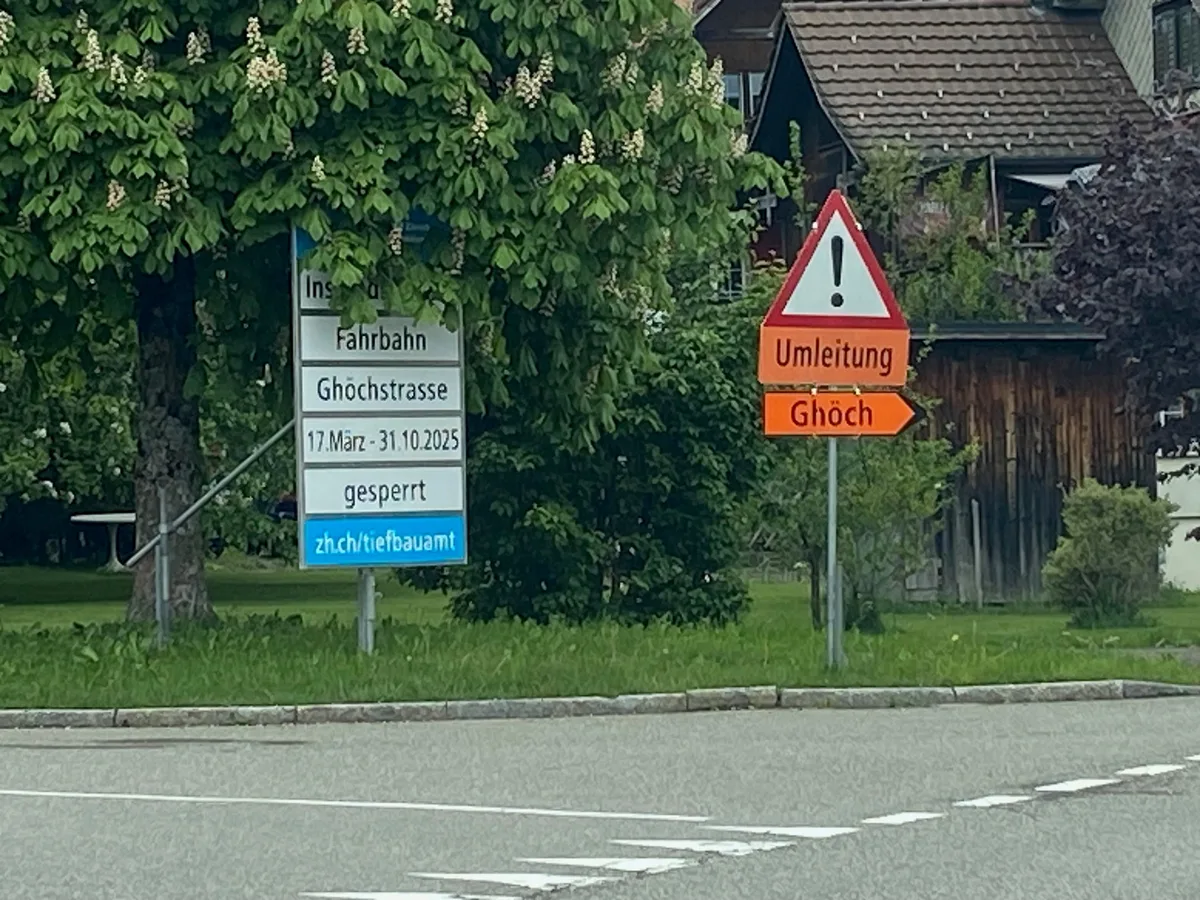 Fahrbahn
Ghöchstrasse
17.März - 31.10.2025
gesperrt
zh.ch/tiefbauamt
!
Umleitung
Ghöch